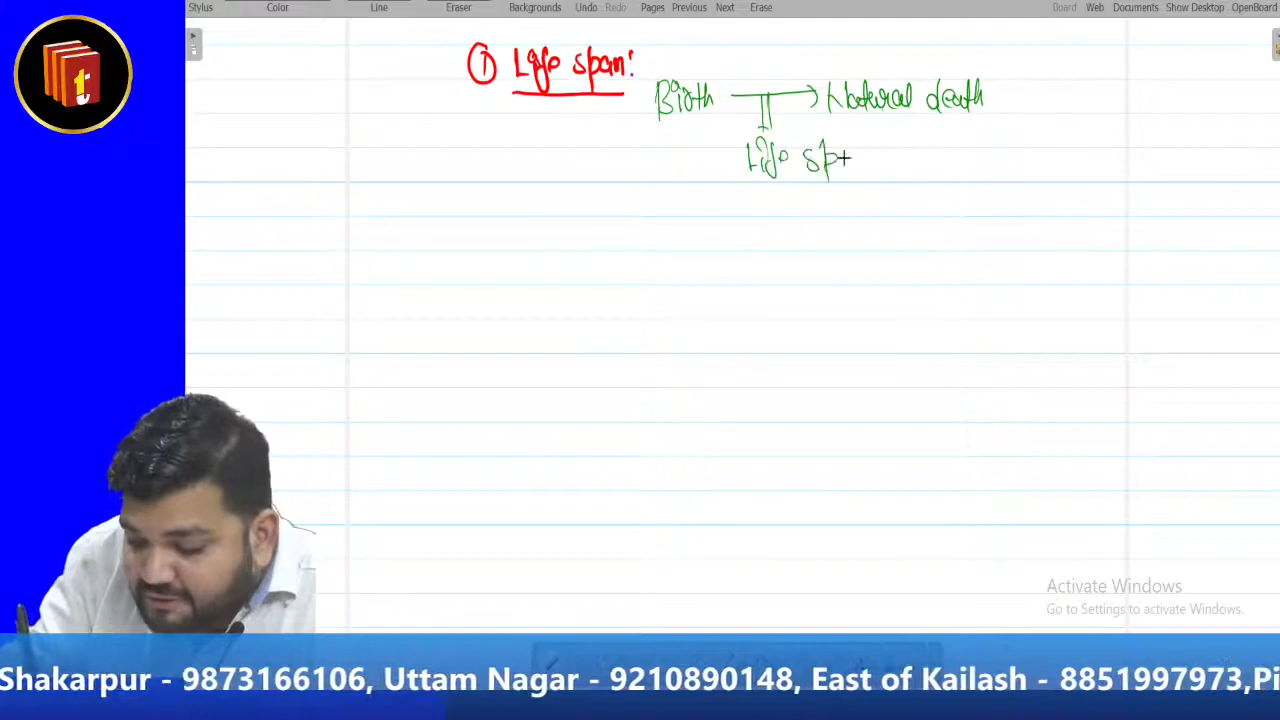 Stylus Color Line Eraser Backgrounds Undo Redo Pages Previous Next Erase Board Web Documents Show Desktop OpenBoard
① Life span:
Birth → Natural death
Life sp
Activate Windows
Go to Settings to activate Windows.
Shakarpur - 9873166106, Uttam Nagar - 9210890148, East of Kailash - 8851997973,Pi